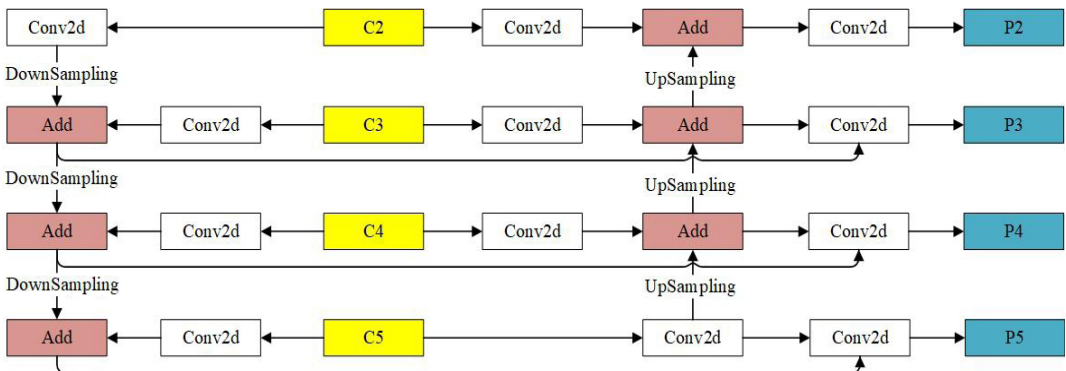 Conv2d C2 Conv2d Add Conv2d P2
DownSampling UpSampling
Add Conv2d C3 Conv2d Add Conv2d P3
DownSampling UpSampling
Add Conv2d C4 Conv2d Add Conv2d P4
DownSampling UpSampling
Add Conv2d C5 Conv2d Conv2d P5